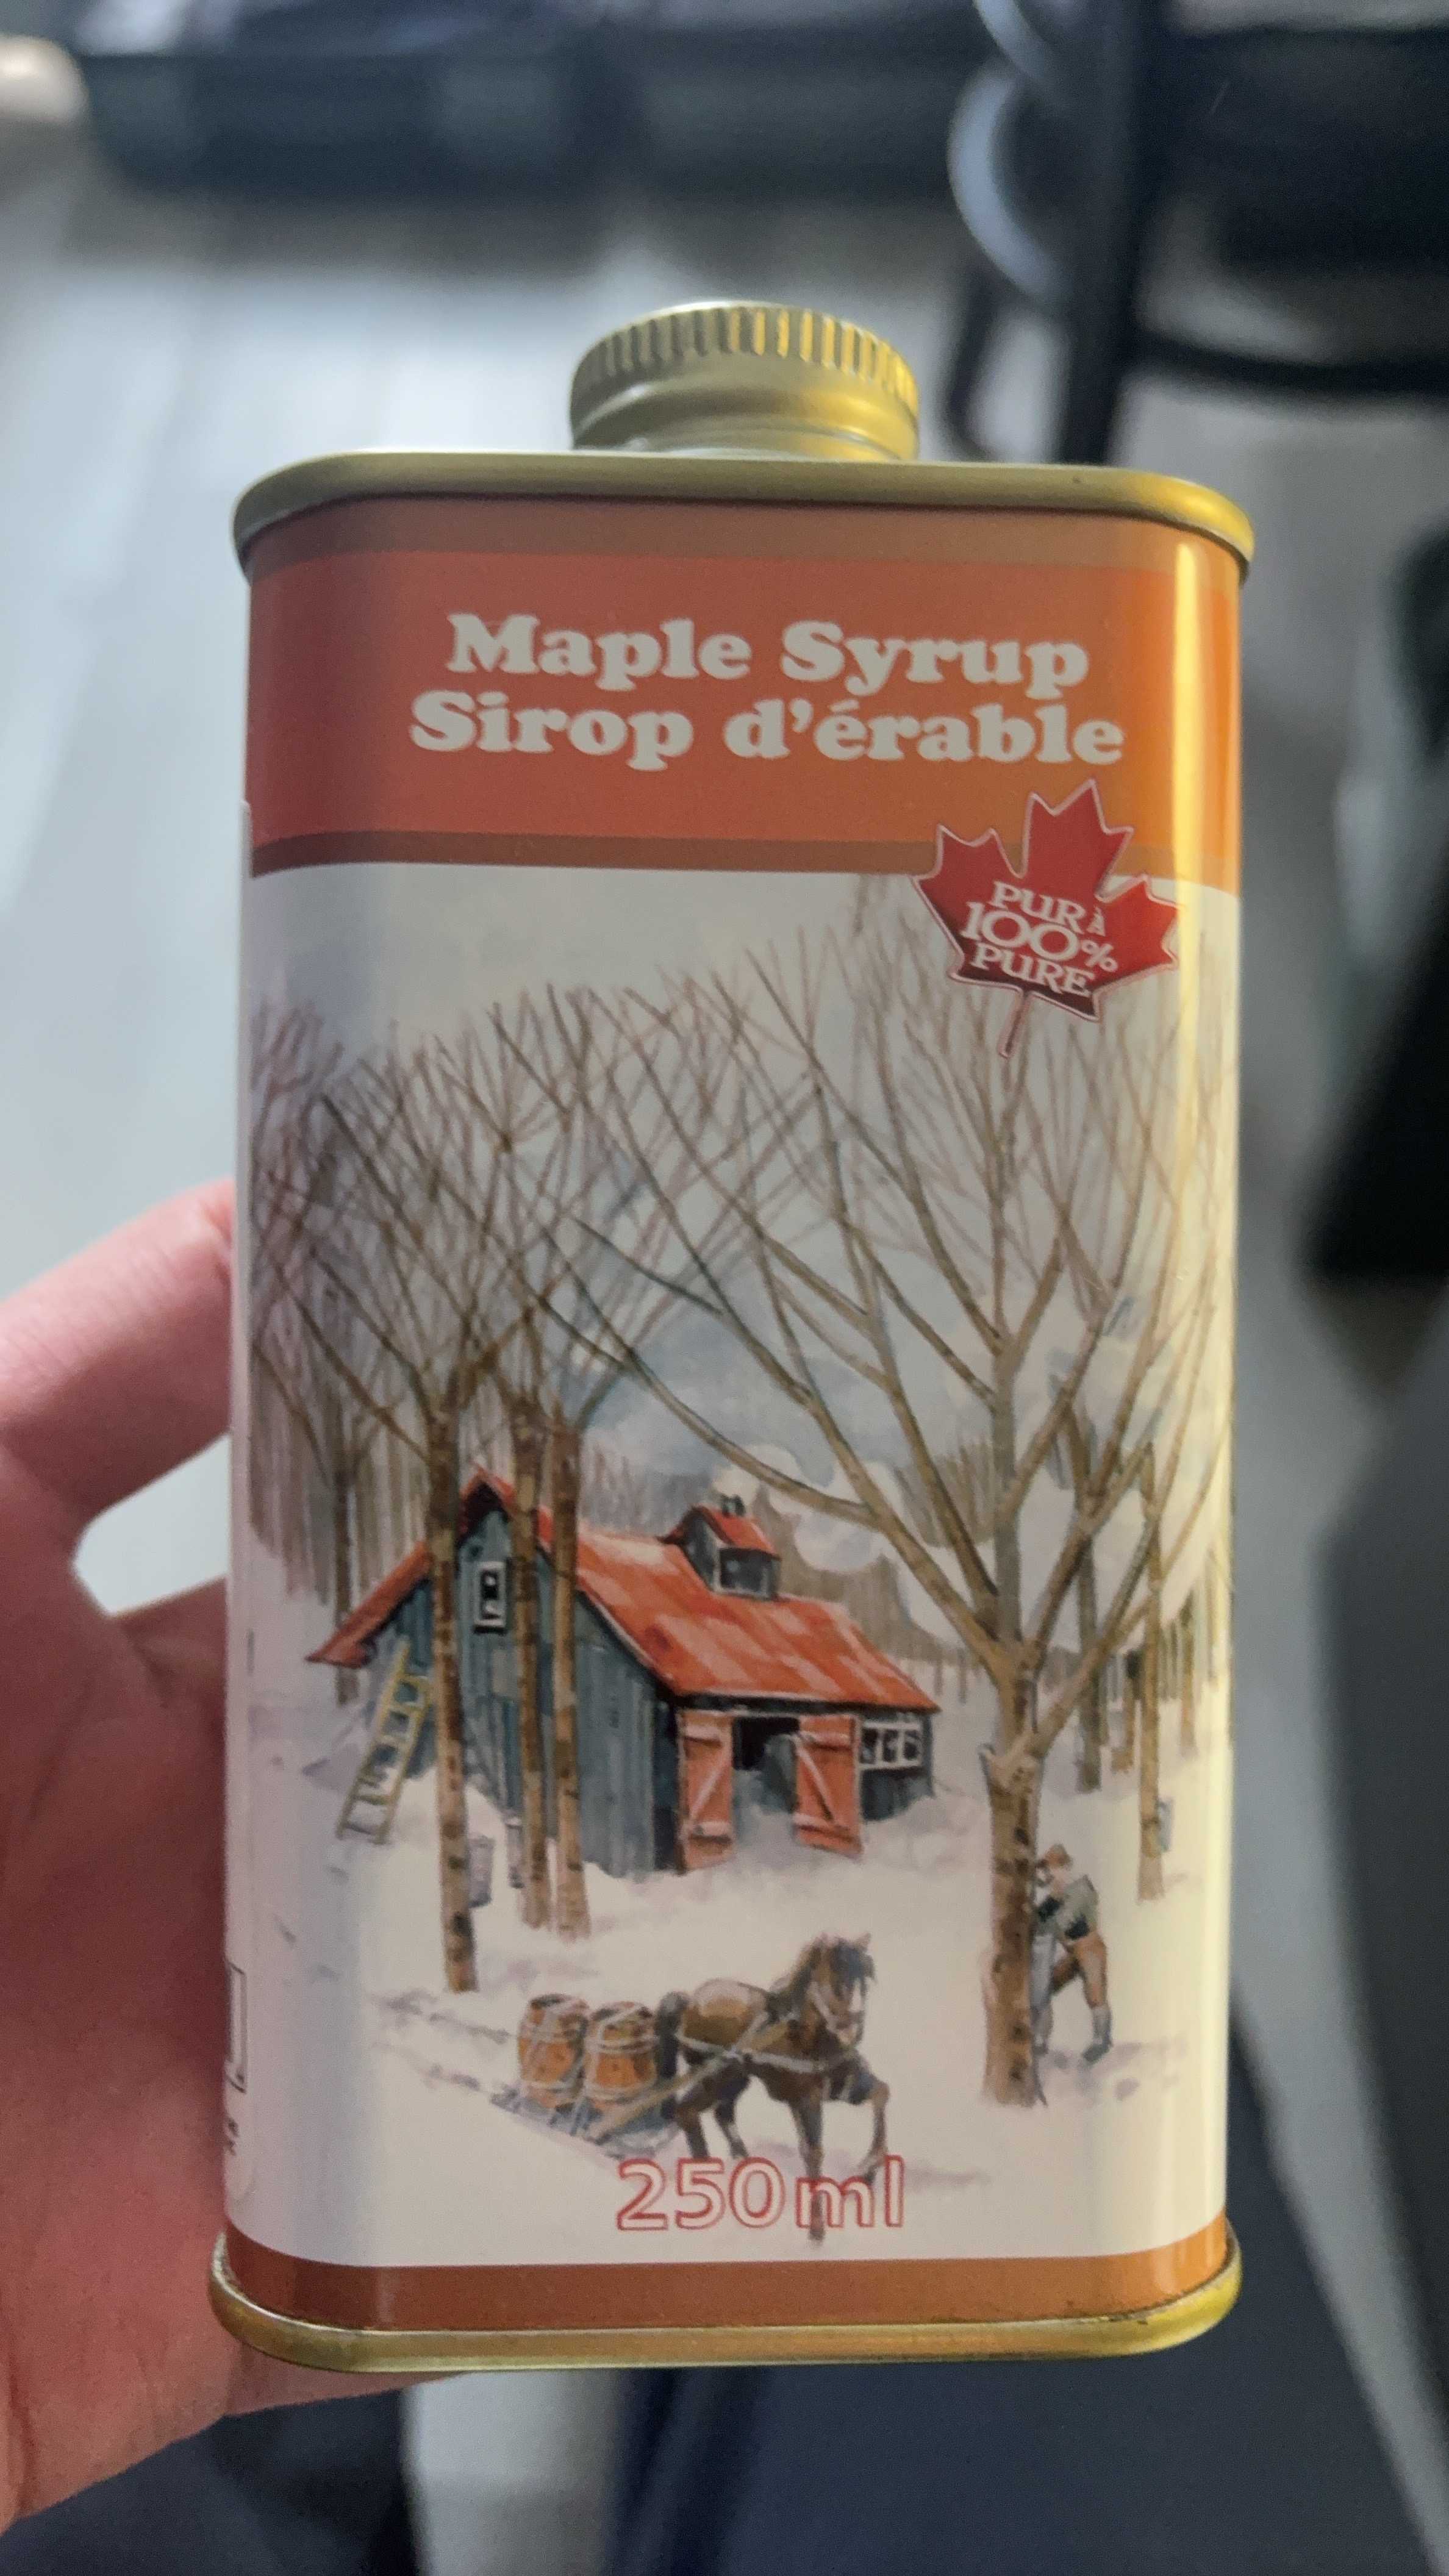 Maple Syrup
Sirop d'érable
PUR À
100%
PURE
250ml